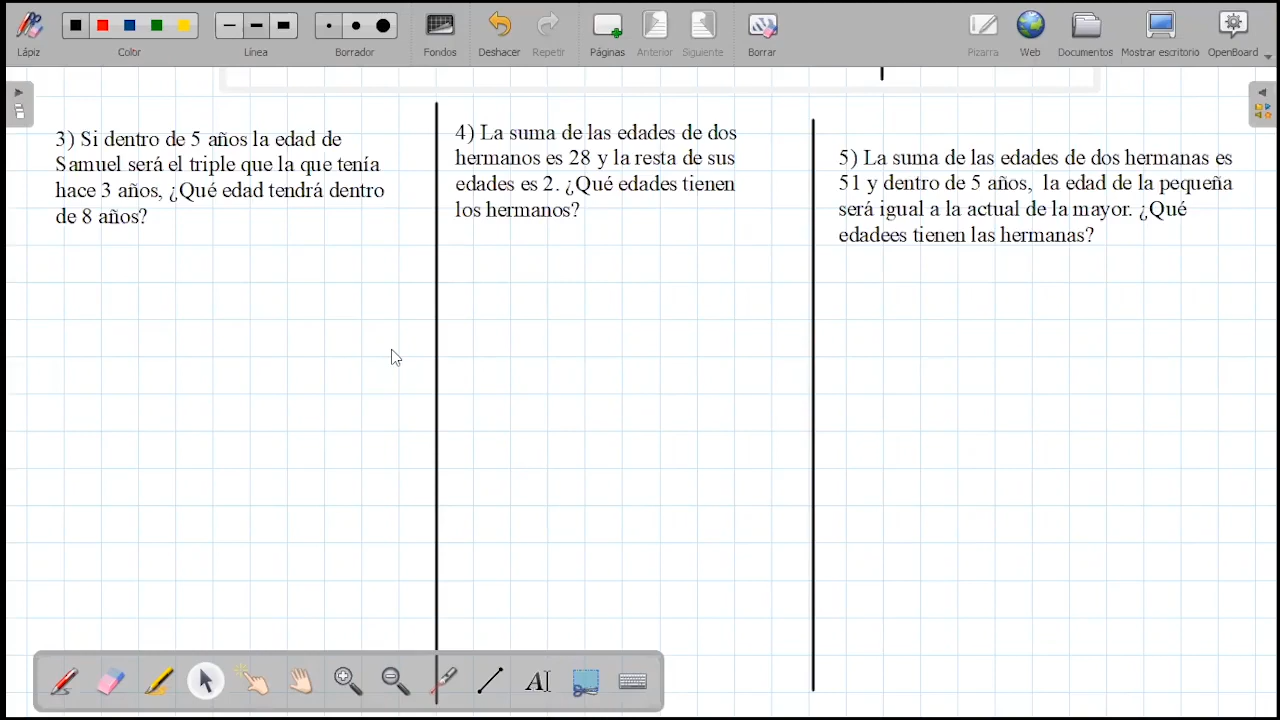 Lápiz
Color
Línea
Borrador
Fondos
Deshacer
Repetir
Páginas
Anterior
Siguiente
Borrar
Pizarra
Web
Documentos
Mostrar escritorio
OpenBoard
3) Si dentro de 5 años la edad de
Samuel será el triple que la que tenía
hace 3 años, ¿Qué edad tendrá dentro
de 8 años?
4) La suma de las edades de dos
hermanos es 28 y la resta de sus
edades es 2. ¿Qué edades tienen
los hermanos?
5) La suma de las edades de dos hermanas es
51 y dentro de 5 años, la edad de la pequeña
será igual a la actual de la mayor. ¿Qué
edadees tienen las hermanas?